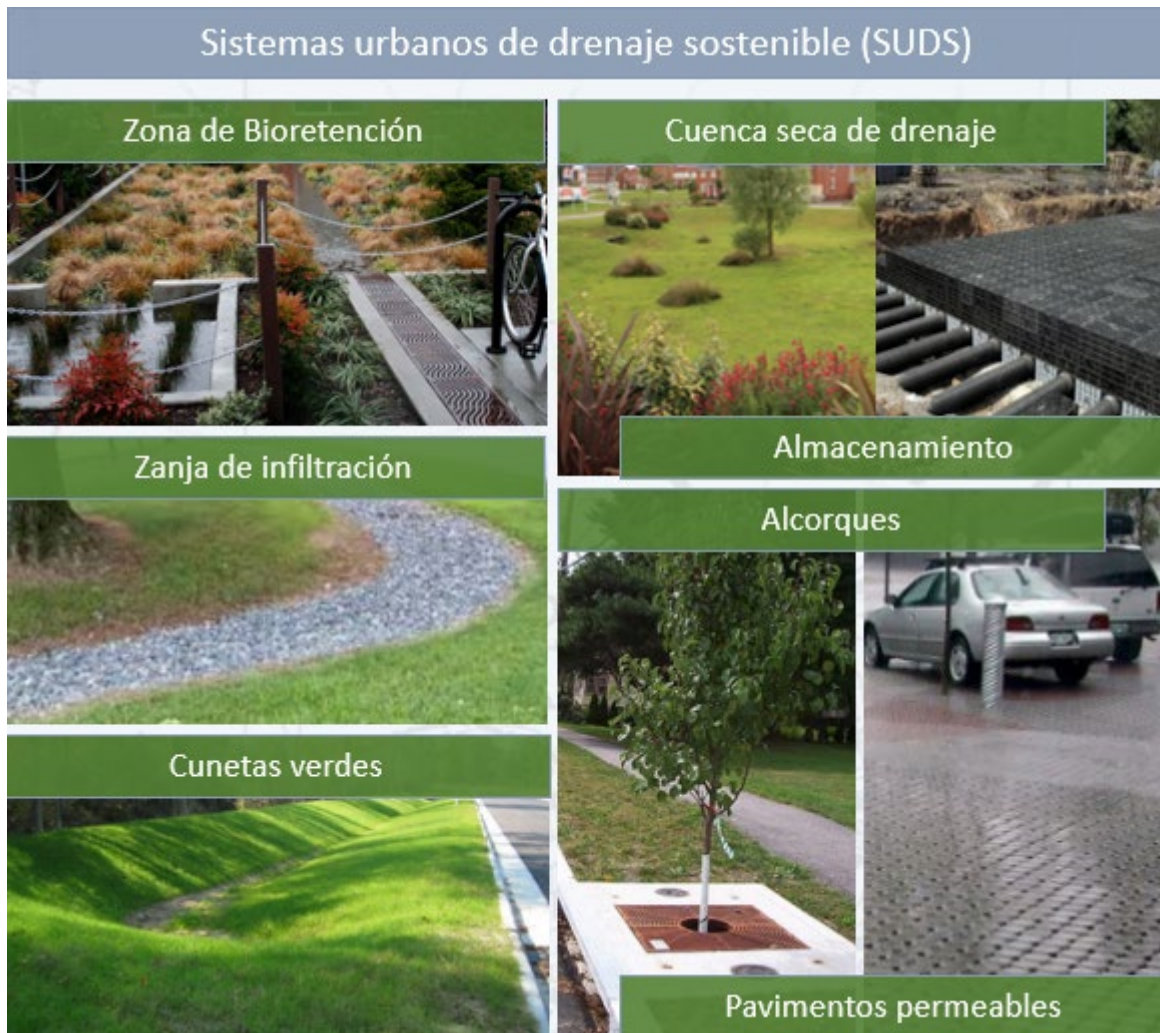 Sistemas urbanos de drenaje sostenible (SUDS)
Zona de Bioretención
Cuenca seca de drenaje
Almacenamiento
Zanja de infiltración
Alcorques
Cunetas verdes
Pavimentos permeables